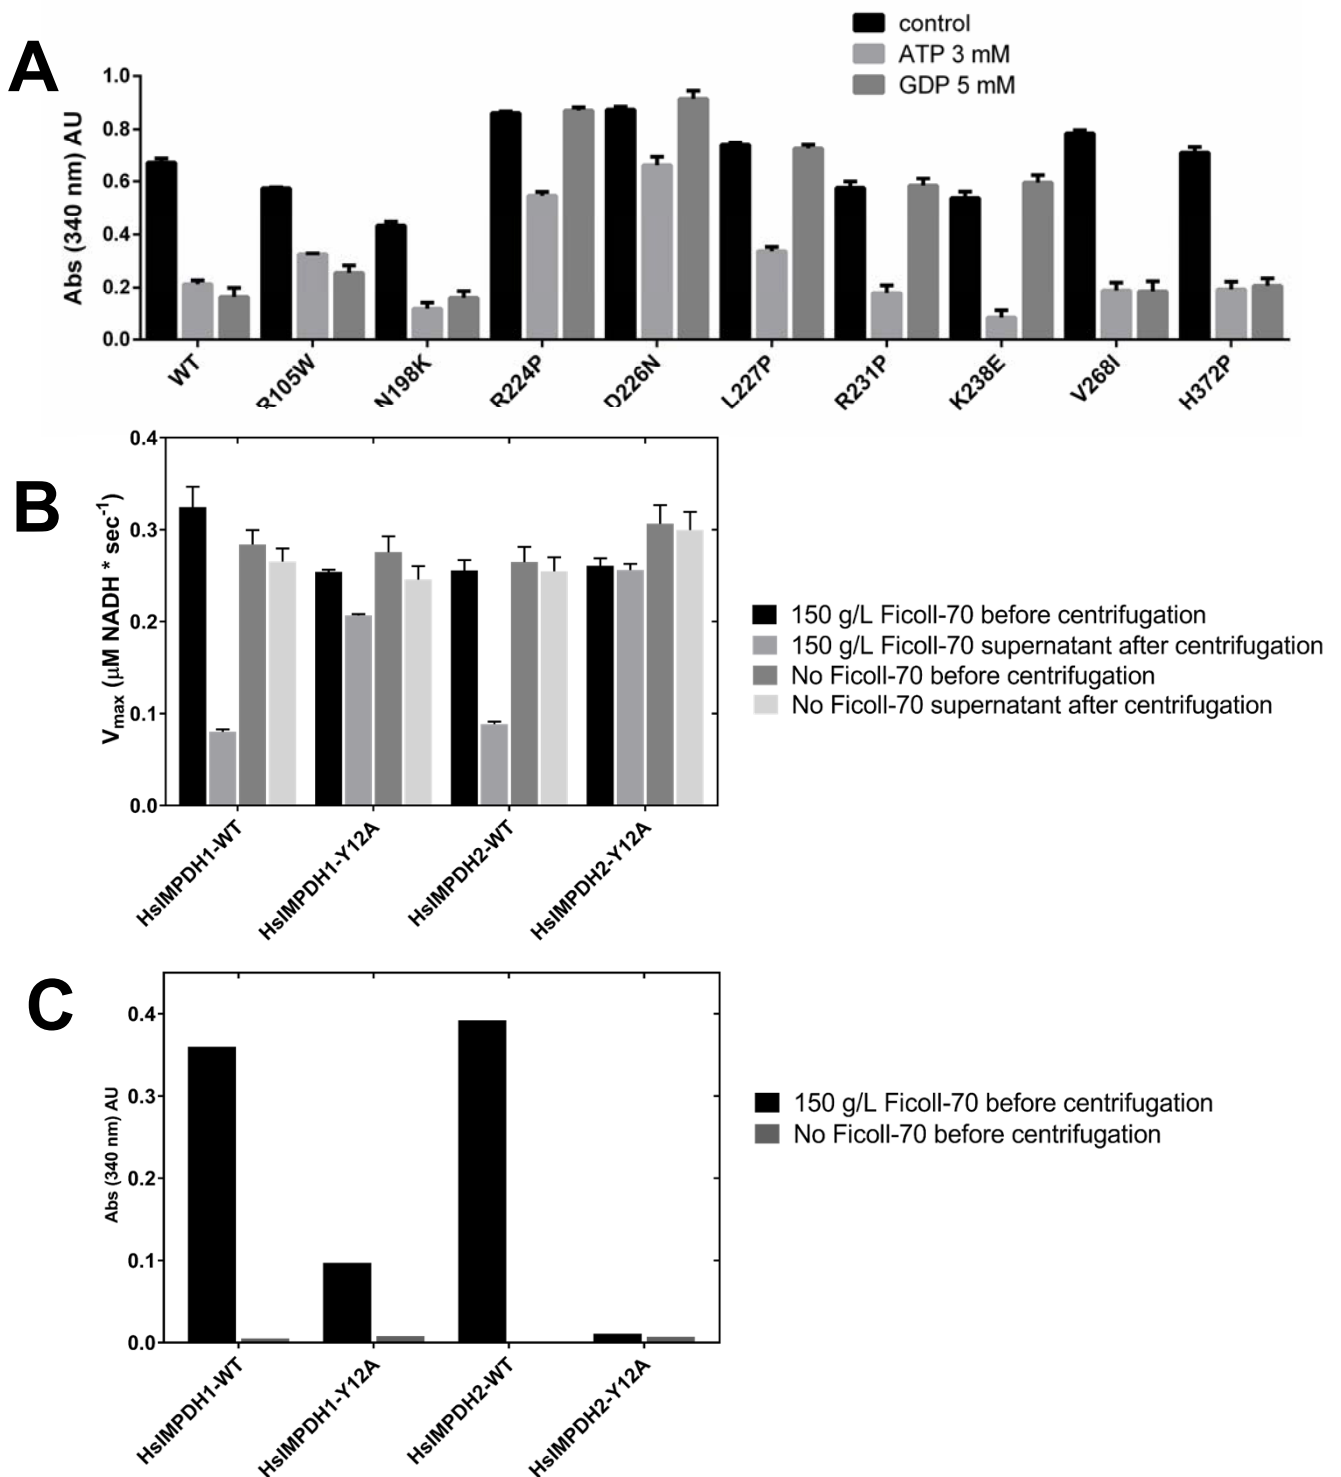 A
control
ATP 3 mM
GDP 5 mM
Abs (340 nm) AU
1.0
0.8
0.6
0.4
0.2
0.0
WT
R105W
N198K
R224P
D226N
L227P
R231P
K238E
V268I
H372P
B
Vmax (µM NADH * sec-1)
0.4
0.3
0.2
0.1
0.0
HsIMPDH1-WT
HsIMPDH1-Y12A
HsIMPDH2-WT
HsIMPDH2-Y12A
150 g/L Ficoll-70 before centrifugation
150 g/L Ficoll-70 supernatant after centrifugation
No Ficoll-70 before centrifugation
No Ficoll-70 supernatant after centrifugation
C
Abs (340 nm) AU
0.4
0.3
0.2
0.1
0.0
HsIMPDH1-WT
HsIMPDH1-Y12A
HsIMPDH2-WT
HsIMPDH2-Y12A
150 g/L Ficoll-70 before centrifugation
No Ficoll-70 before centrifugation